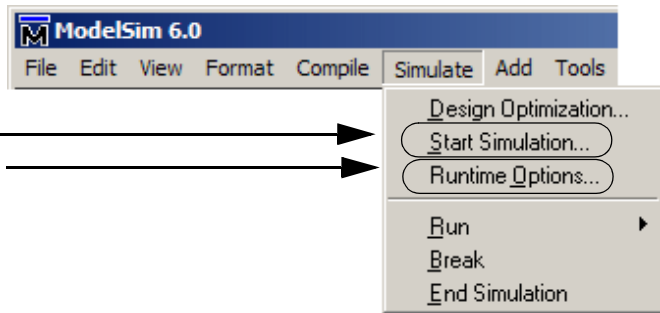 ModelSim 6.0
File Edit View Format Compile Simulate Add Tools
Design Optimization...
Start Simulation...
Runtime Options...
Run
Break
End Simulation